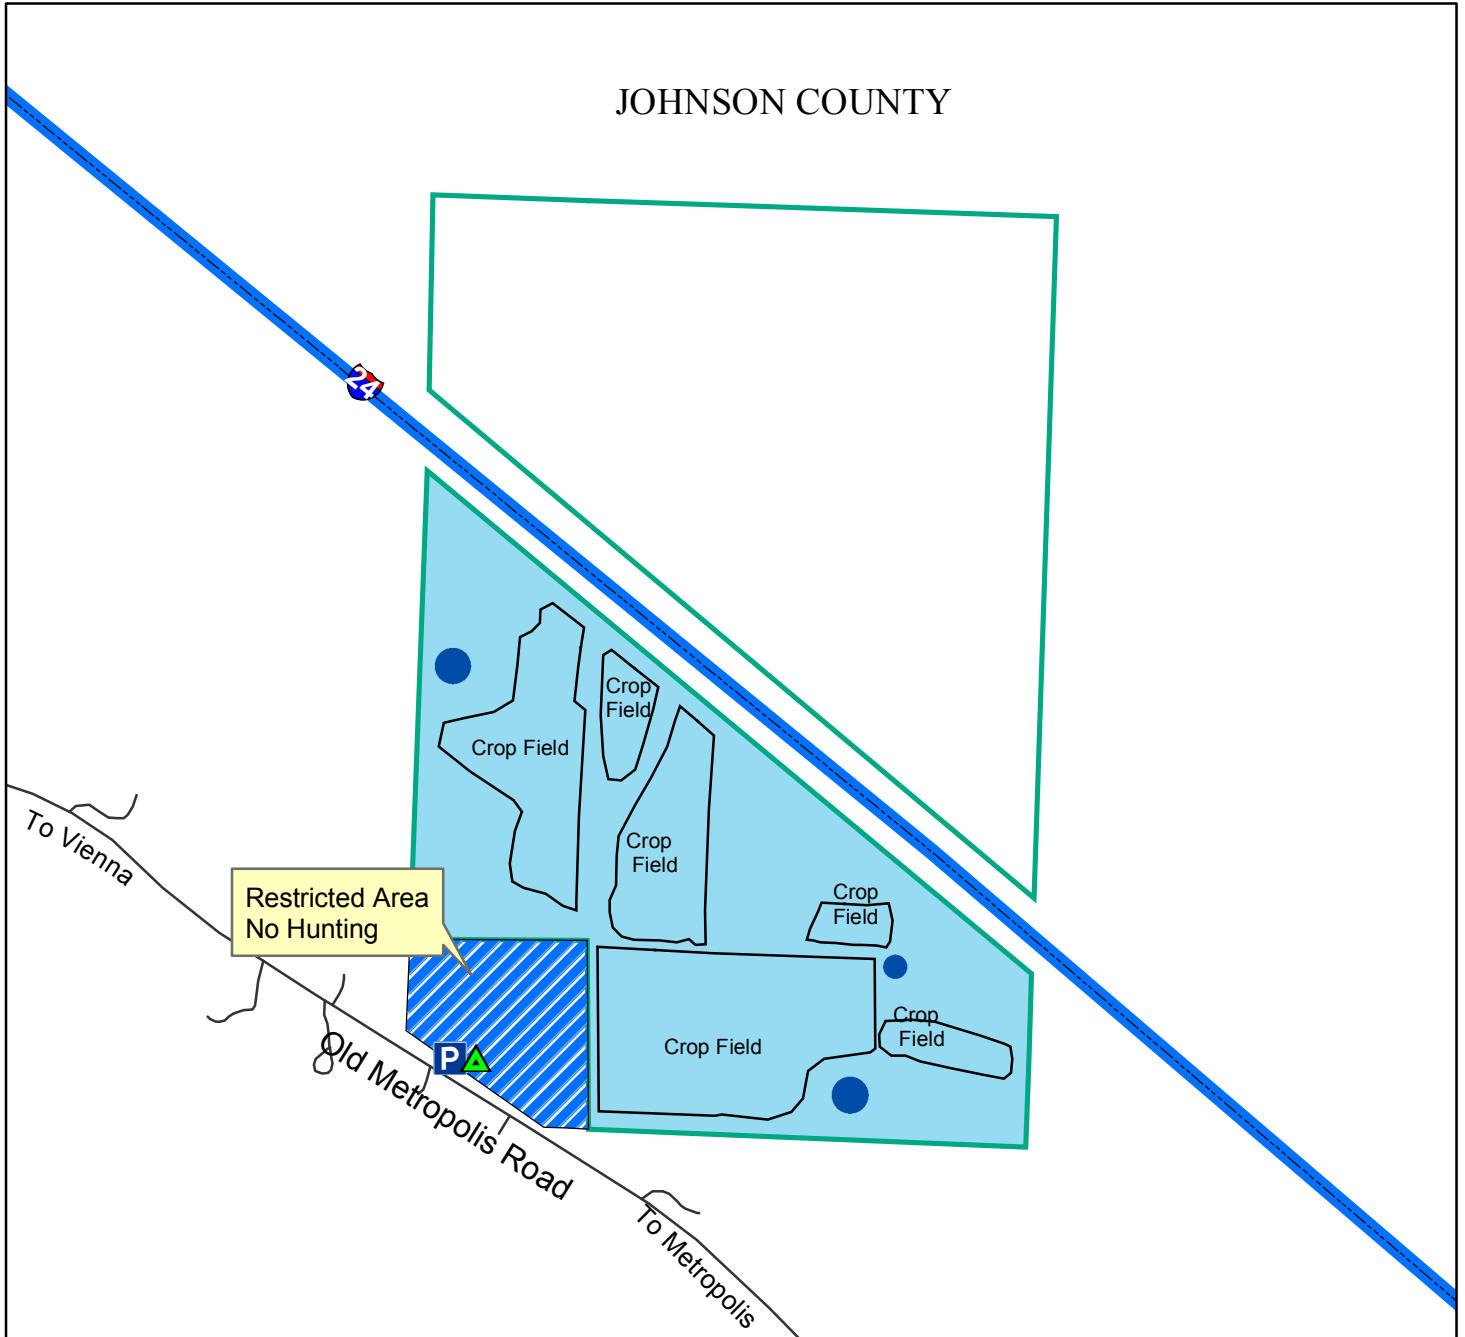 JOHNSON COUNTY
24
Crop
Field
Crop Field
Crop
Field
To Vienna
Restricted Area
No Hunting
Crop
Field
Crop
Field
Crop Field
P
Old Metropolis Road
To Metropolis